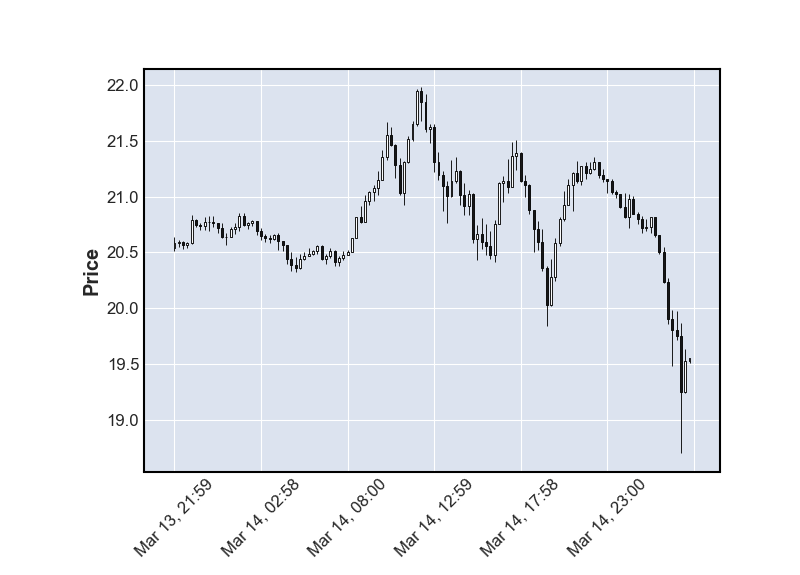 22.0
21.5
21.0
20.5
20.0
19.5
19.0
Price
Mar 13, 21:59
Mar 14, 02:58
Mar 14, 08:00
Mar 14, 12:59
Mar 14, 17:58
Mar 14, 23:00